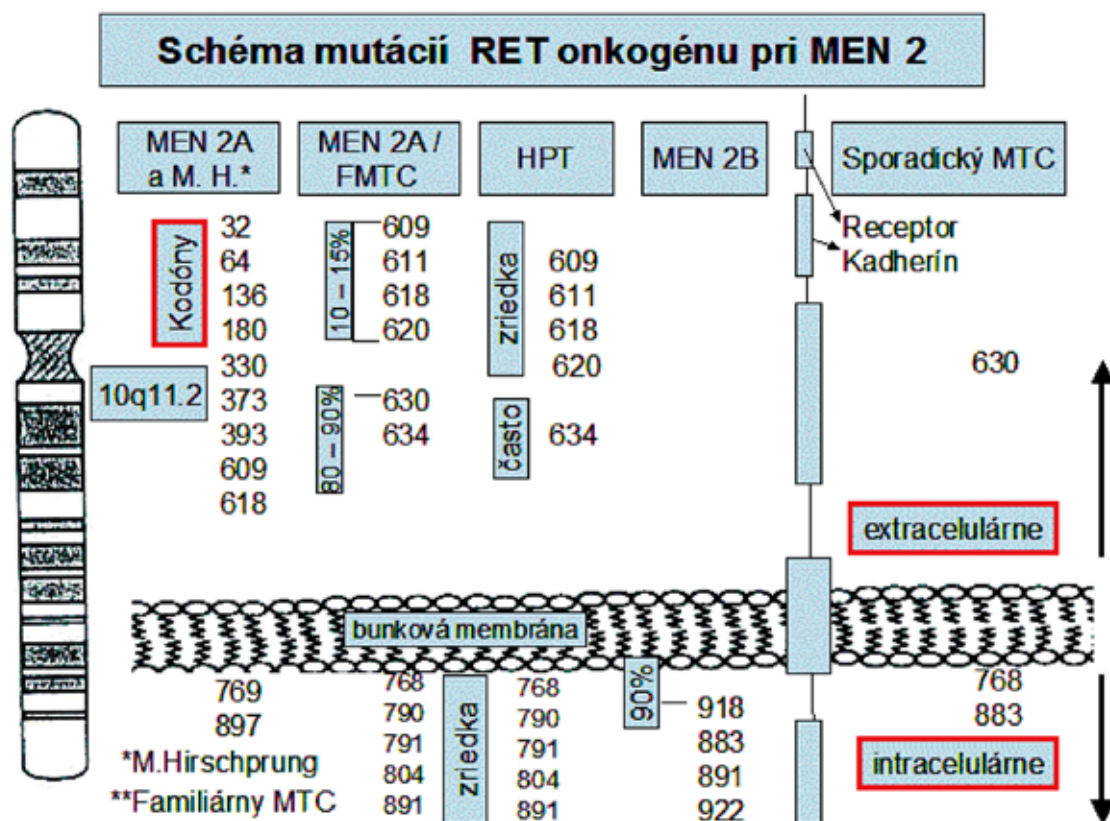 Schéma mutácií RET onkogénu pri MEN 2
MEN 2A
a M. H.*
MEN 2A /
FMTC
HPT
MEN 2B
Sporadický MTC
Receptor
Kadherín
Kodóny
32
64
136
180
330
373
393
609
618
10q11.2
10 – 15%
609
611
618
620
80 – 90%
630
634
zriedka
609
611
618
620
často
634
630
extracelulárne
bunková membrána
769
897
*M.Hirschprung
**Familiárny MTC
768
790
791
804
891
zriedka
768
790
791
804
891
90%
918
883
891
922
768
883
intracelulárne